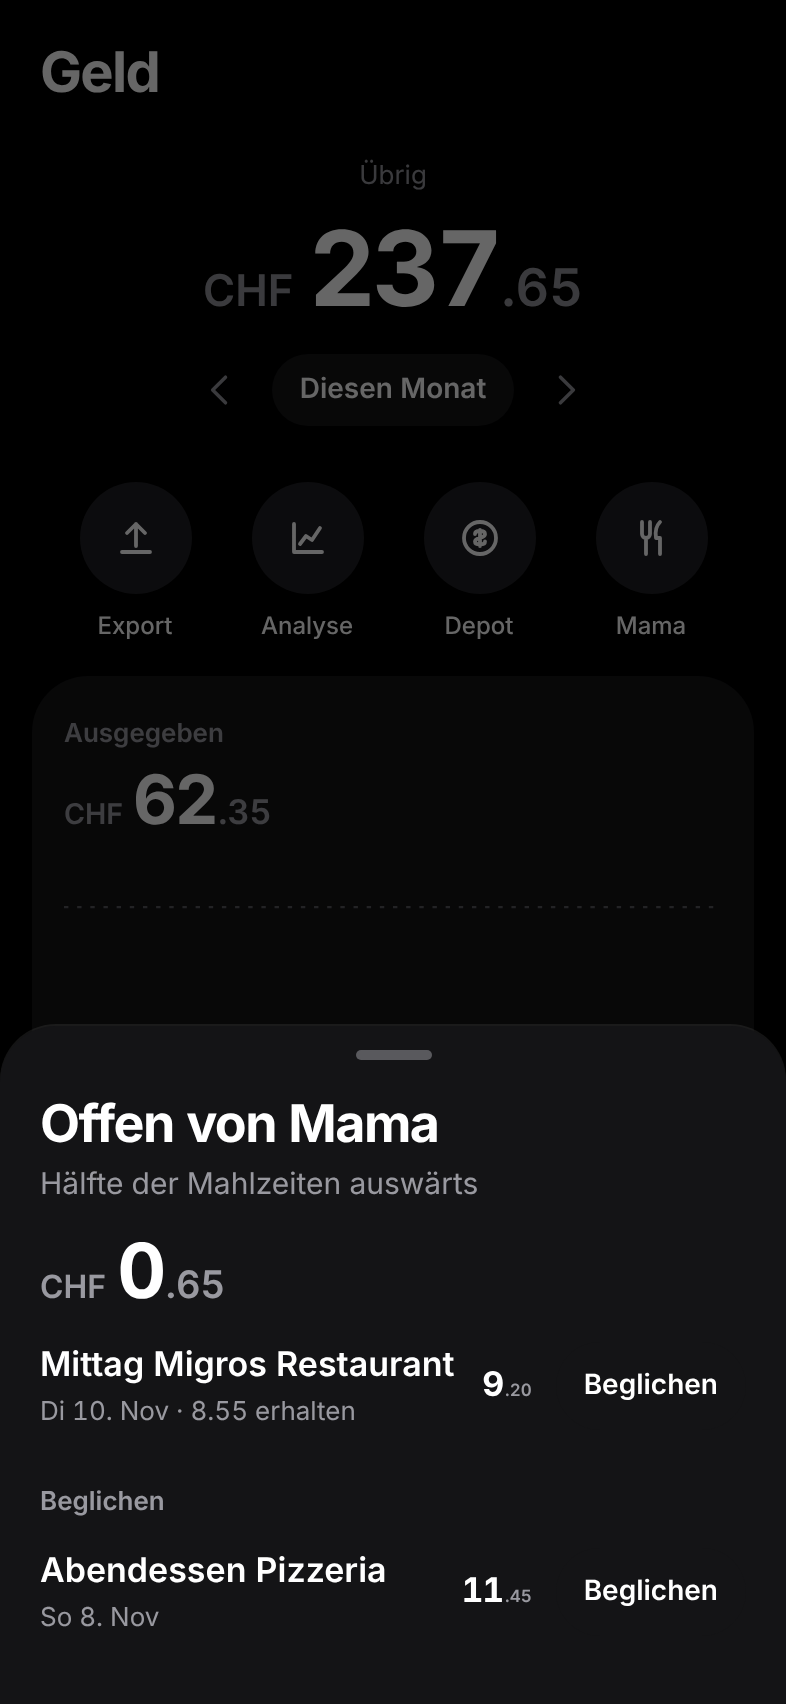 Geld
Übrig
CHF 237.65
Diesen Monat
Export Analyse Depot Mama
Ausgegeben
CHF 62.35
Offen von Mama
Hälfte der Mahlzeiten auswärts
CHF 0.65
Mittag Migros Restaurant 9.20 Beglichen
Di 10. Nov · 8.55 erhalten
Beglichen
Abendessen Pizzeria 11.45 Beglichen
So 8. Nov